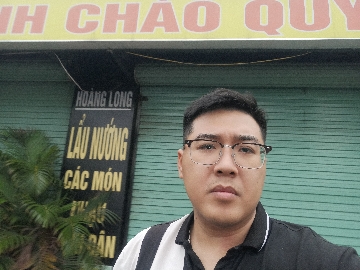 NH CHÀO QUÝ
HOÀNG LONG
LẨU NƯỚNG
CÁC MÓN